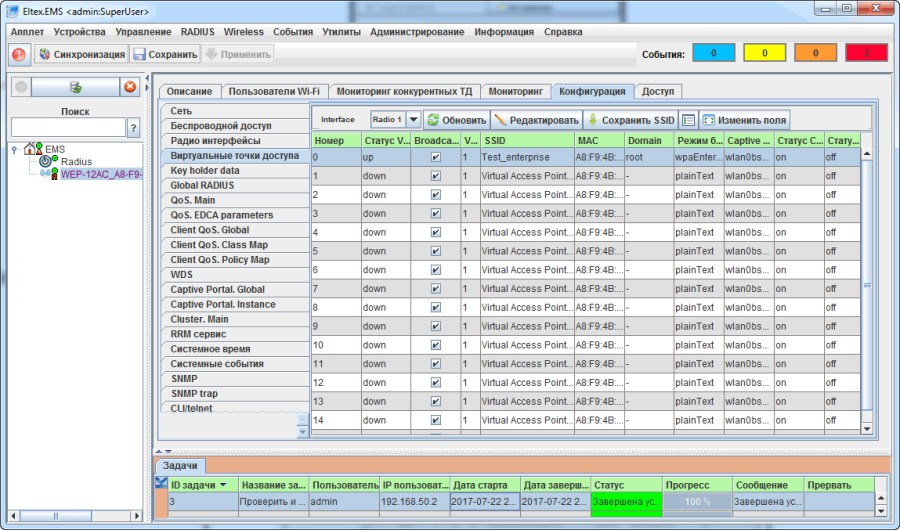 Eltex.EMS <admin:SuperUser>
Апплет Устройства Управление RADIUS Wireless События Утилиты Администрирование Информация Справка
Синхронизация Сохранить Применить События: 0 0 0 2
Описание Пользователи Wi-Fi Мониторинг конкурентных ТД Мониторинг Конфигурация Доступ
Поиск
?
EMS
Radius
WEP-12AC_A8-F9-
Сеть
Беспроводной доступ
Радио интерфейсы
Виртуальные точки доступа
Key holder data
Global RADIUS
QoS. Main
QoS. EDCA parameters
Client QoS. Global
Client QoS. Class Map
Client QoS. Policy Map
WDS
Captive Portal. Global
Captive Portal. Instance
Cluster. Main
RRM сервис
Системное время
Системные события
SNMP
SNMP trap
CLI/telnet
Interface Radio 1 Обновить Редактировать Сохранить SSID Изменить поля
Номер Статус V... Broadca... V... SSID MAC Domain Режим б... Captive ... Статус C... Стату...
0 up 1 Test_enterprise A8:F9:4B:... root wpaEnter... wlan0bs... on off
1 down 1 Virtual Access Point... A8:F9:4B:... - plainText wlan0bs... on off
2 down 1 Virtual Access Point... A8:F9:4B:... - plainText wlan0bs... on off
3 down 1 Virtual Access Point... A8:F9:4B:... - plainText wlan0bs... on off
4 down 1 Virtual Access Point... A8:F9:4B:... - plainText wlan0bs... on off
5 down 1 Virtual Access Point... A8:F9:4B:... - plainText wlan0bs... on off
6 down 1 Virtual Access Point... A8:F9:4B:... - plainText wlan0bs... on off
7 down 1 Virtual Access Point... A8:F9:4B:... - plainText wlan0bs... on off
8 down 1 Virtual Access Point... A8:F9:4B:... - plainText wlan0bs... on off
9 down 1 Virtual Access Point... A8:F9:4B:... - plainText wlan0bs... on off
10 down 1 Virtual Access Point... A8:F9:4B:... - plainText wlan0bs... on off
11 down 1 Virtual Access Point... A8:F9:4B:... - plainText wlan0bs... on off
12 down 1 Virtual Access Point... A8:F9:4B:... - plainText wlan0bs... on off
13 down 1 Virtual Access Point... A8:F9:4B:... - plainText wlan0bs... on off
14 down 1 Virtual Access Point... A8:F9:4B:... - plainText wlan0bs... on off
Задачи
ID задачи Название за... Пользователь IP пользоват... Дата старта Дата заверш... Статус Прогресс Сообщение Прервать
3 Проверить и ... admin 192.168.50.2 2017-07-22 2... 2017-07-22 2... Завершена ус... 100 % Завершена ус...